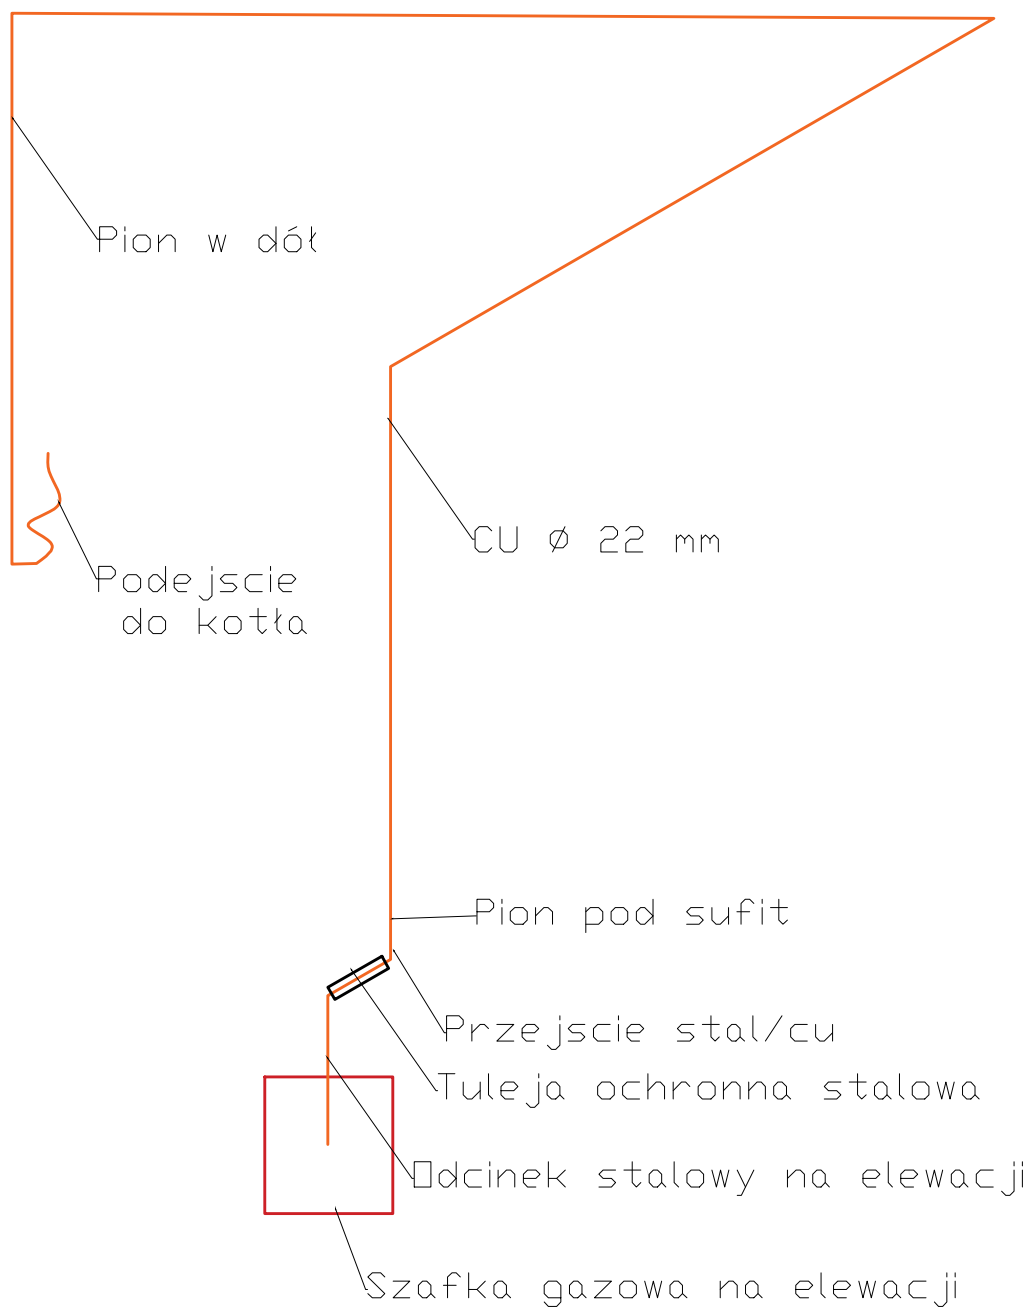 Pion w dół
CU Ø 22 mm
Podejscie
do kotła
Pion pod sufit
Przejscie stal/cu
Tuleja ochronna stalowa
Odcinek stalowy na elewacji
Szafka gazowa na elewacji